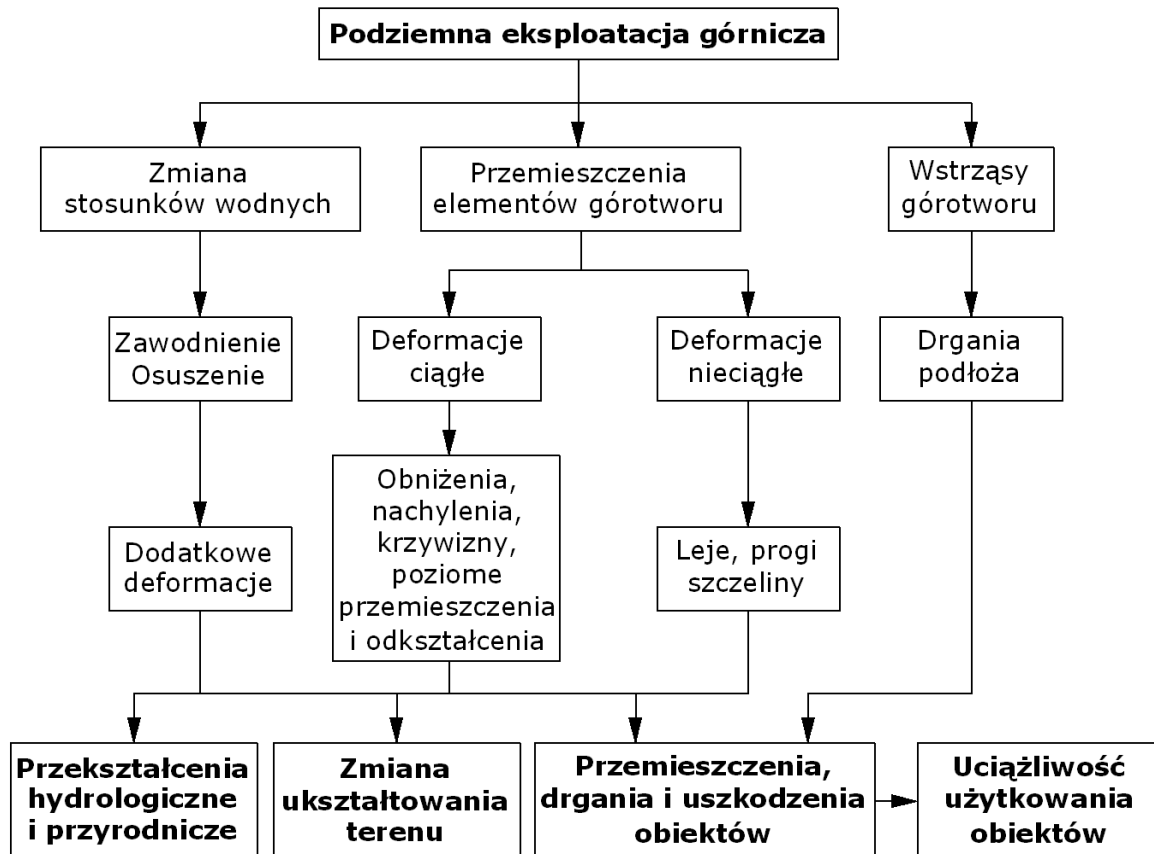 Podziemna eksploatacja górnicza
Zmiana
stosunków wodnych
Przemieszczenia
elementów górotworu
Wstrząsy
górotworu
Zawodnienie
Osuszenie
Deformacje
ciągłe
Deformacje
nieciągłe
Drgania
podłoża
Dodatkowe
deformacje
Obniżenia,
nachylenia,
krzywizny,
poziome
przemieszczenia
i odkształcenia
Leje, progi
szczeliny
Przekształcenia
hydrologiczne
i przyrodnicze
Zmiana
ukształtowania
terenu
Przemieszczenia,
drgania i uszkodzenia
obiektów
Uciążliwość
użytkowania
obiektów